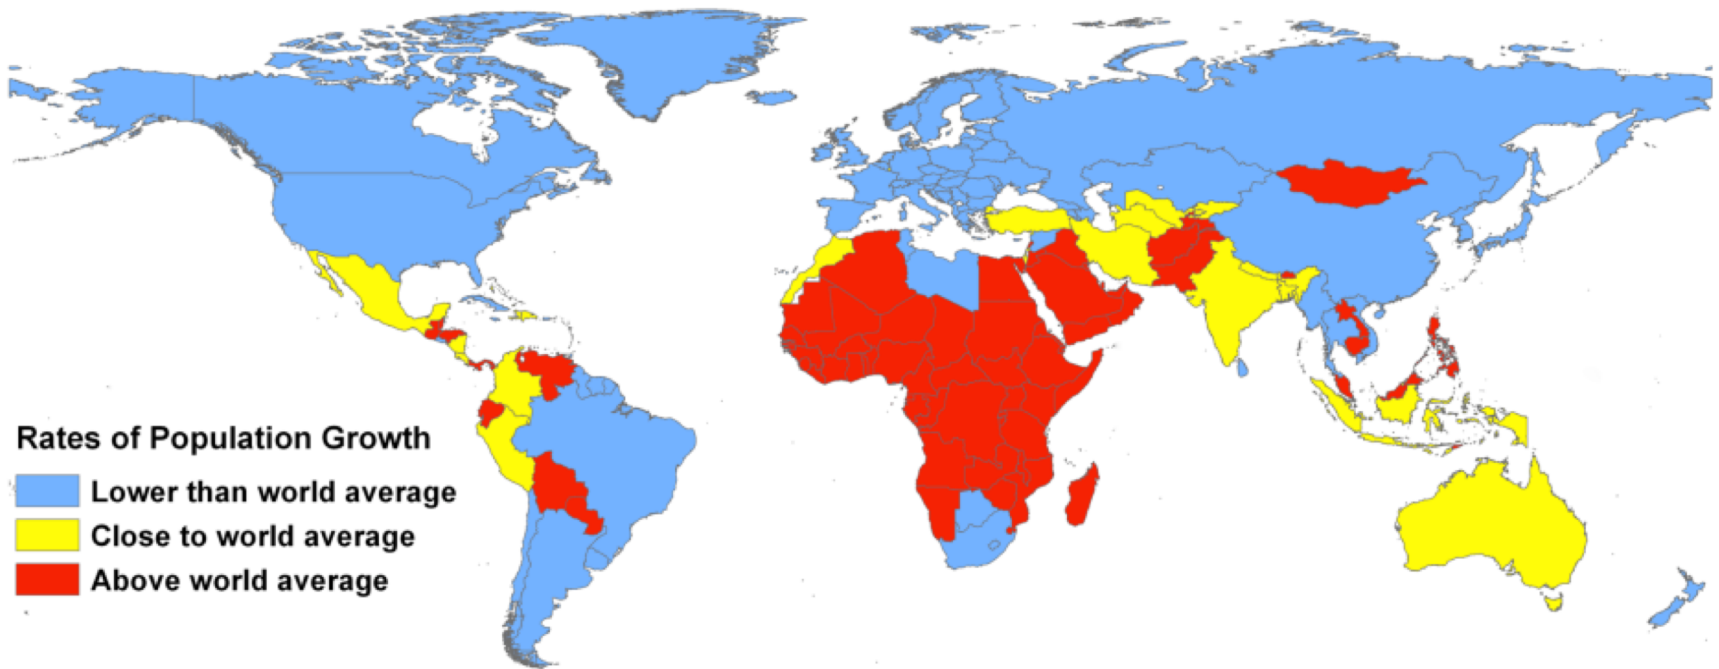 Rates of Population Growth
Lower than world average
Close to world average
Above world average